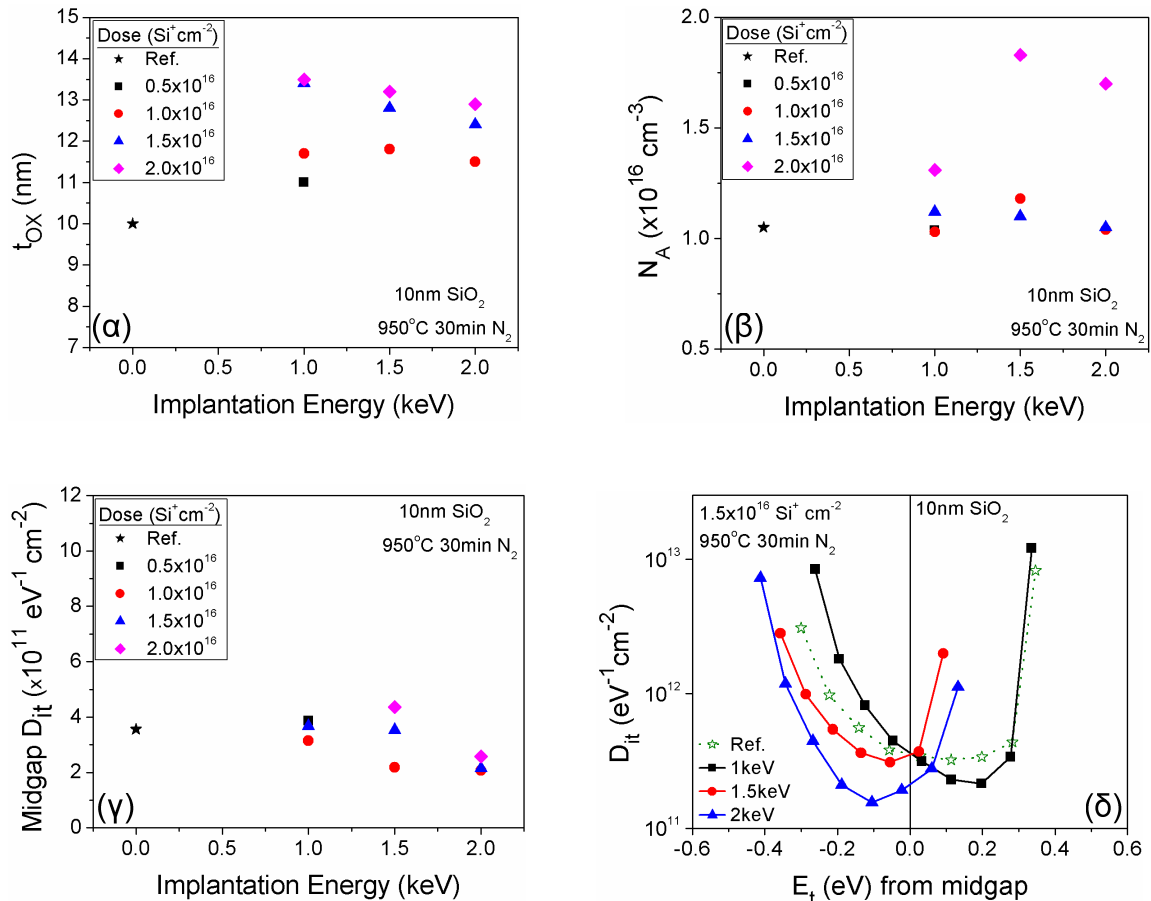 Dose (Si⁺cm⁻²)
Ref.
0.5x10¹⁶
1.0x10¹⁶
1.5x10¹⁶
2.0x10¹⁶
15
14
13
12
11
10
9
8
7
t_OX (nm)
10nm SiO₂
(α)
950°C 30min N₂
0.0
0.5
1.0
1.5
2.0
Implantation Energy (keV)
Dose (Si⁺cm⁻²)
Ref.
0.5x10¹⁶
1.0x10¹⁶
1.5x10¹⁶
2.0x10¹⁶
2.0
1.5
1.0
0.5
N_A (x10¹⁶ cm⁻³)
10nm SiO₂
(β)
950°C 30min N₂
0.0
0.5
1.0
1.5
2.0
Implantation Energy (keV)
Dose (Si⁺cm⁻²)
Ref.
0.5x10¹⁶
1.0x10¹⁶
1.5x10¹⁶
2.0x10¹⁶
10nm SiO₂
950°C 30min N₂
12
10
8
6
4
2
0
Midgap D_it (×10¹¹ eV⁻¹ cm⁻²)
(γ)
0.0
0.5
1.0
1.5
2.0
Implantation Energy (keV)
1.5x10¹⁶ Si⁺ cm⁻²
950°C 30min N₂
10nm SiO₂
10¹³
10¹²
10¹¹
D_it (eV⁻¹cm⁻²)
Ref.
1keV
1.5keV
2keV
(δ)
-0.6
-0.4
-0.2
0.0
0.2
0.4
0.6
E_t (eV) from midgap